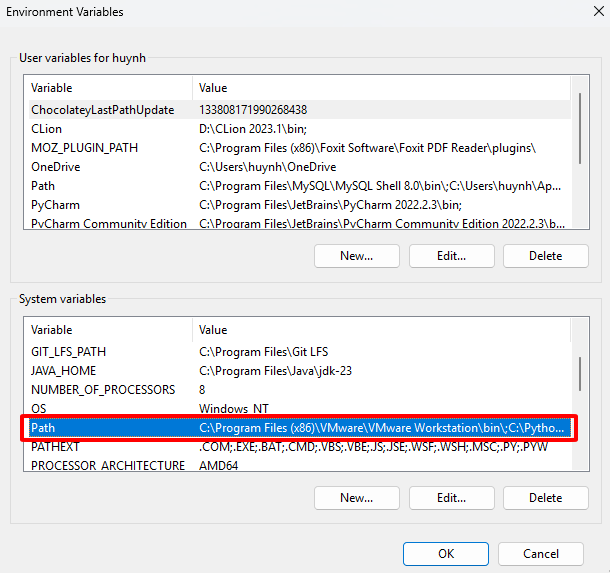 Environment Variables
User variables for huynh
Variable Value
ChocolateyLastPathUpdate 133808171990268438
CLion D:\CLion 2023.1\bin;
MOZ_PLUGIN_PATH C:\Program Files (x86)\Foxit Software\Foxit PDF Reader\plugins\
OneDrive C:\Users\huynh\OneDrive
Path C:\Program Files\MySQL\MySQL Shell 8.0\bin\;C:\Users\huynh\Ap...
PyCharm C:\Program Files\JetBrains\PyCharm 2022.2.3\bin;
PyCharm Community Edition C:\Program Files\JetBrains\PyCharm Community Edition 2022.2.3\b...
New... Edit... Delete
System variables
Variable Value
GIT_LFS_PATH C:\Program Files\Git LFS
JAVA_HOME C:\Program Files\Java\jdk-23
NUMBER_OF_PROCESSORS 8
OS Windows_NT
Path C:\Program Files (x86)\VMware\VMware Workstation\bin\;C:\Pytho...
PATHEXT .COM;.EXE;.BAT;.CMD;.VBS;.VBE;.JS;.JSE;.WSF;.WSH;.MSC;.PY;.PYW
PROCESSOR_ARCHITECTURE AMD64
New... Edit... Delete
OK Cancel